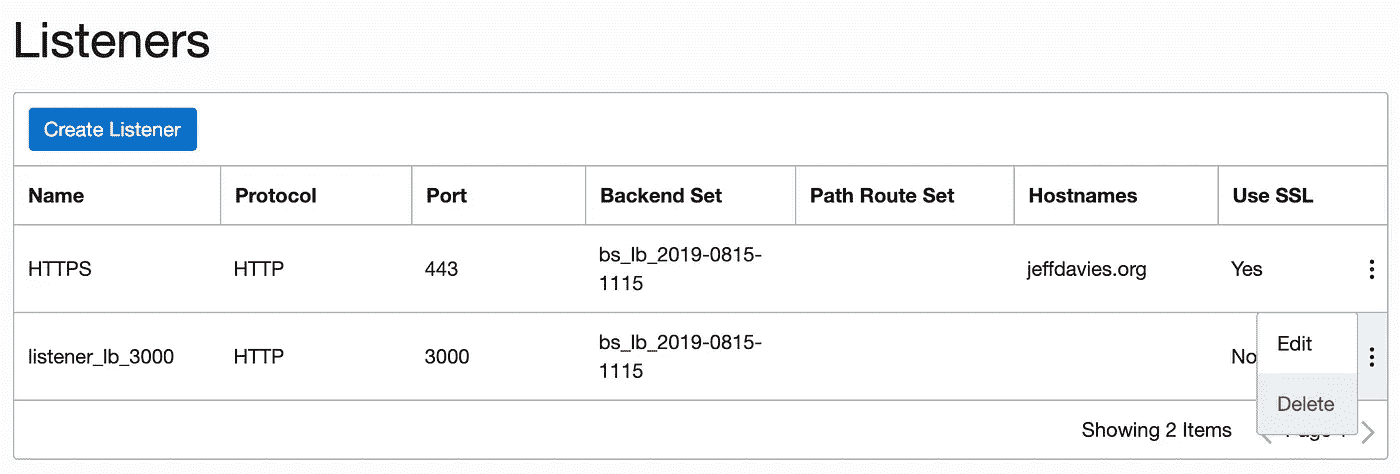 Listeners
Create Listener
Name Protocol Port Backend Set Path Route Set Hostnames Use SSL
HTTPS HTTP 443 bs_lb_2019-0815-
1115 jeffdavies.org Yes
listener_lb_3000 HTTP 3000 bs_lb_2019-0815-
1115 No
Edit
Delete
Showing 2 Items